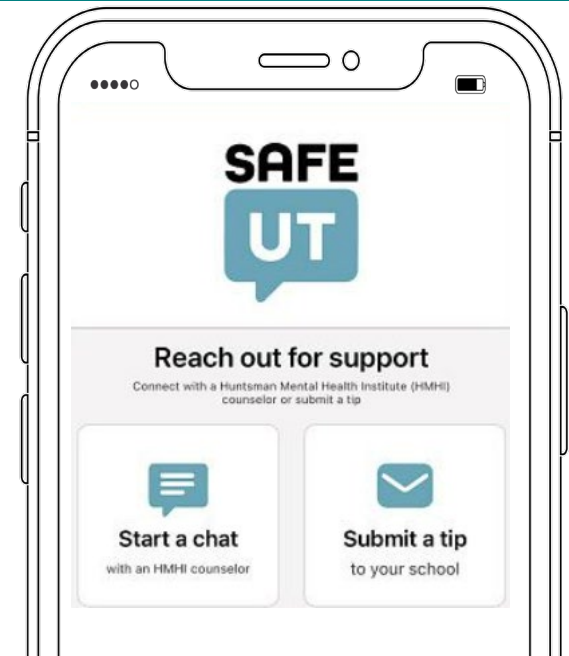 SAFE
UT
Reach out for support
Connect with a Huntsman Mental Health Institute (HMHI)
counselor or submit a tip
Start a chat
with an HMHI counselor
Submit a tip
to your school